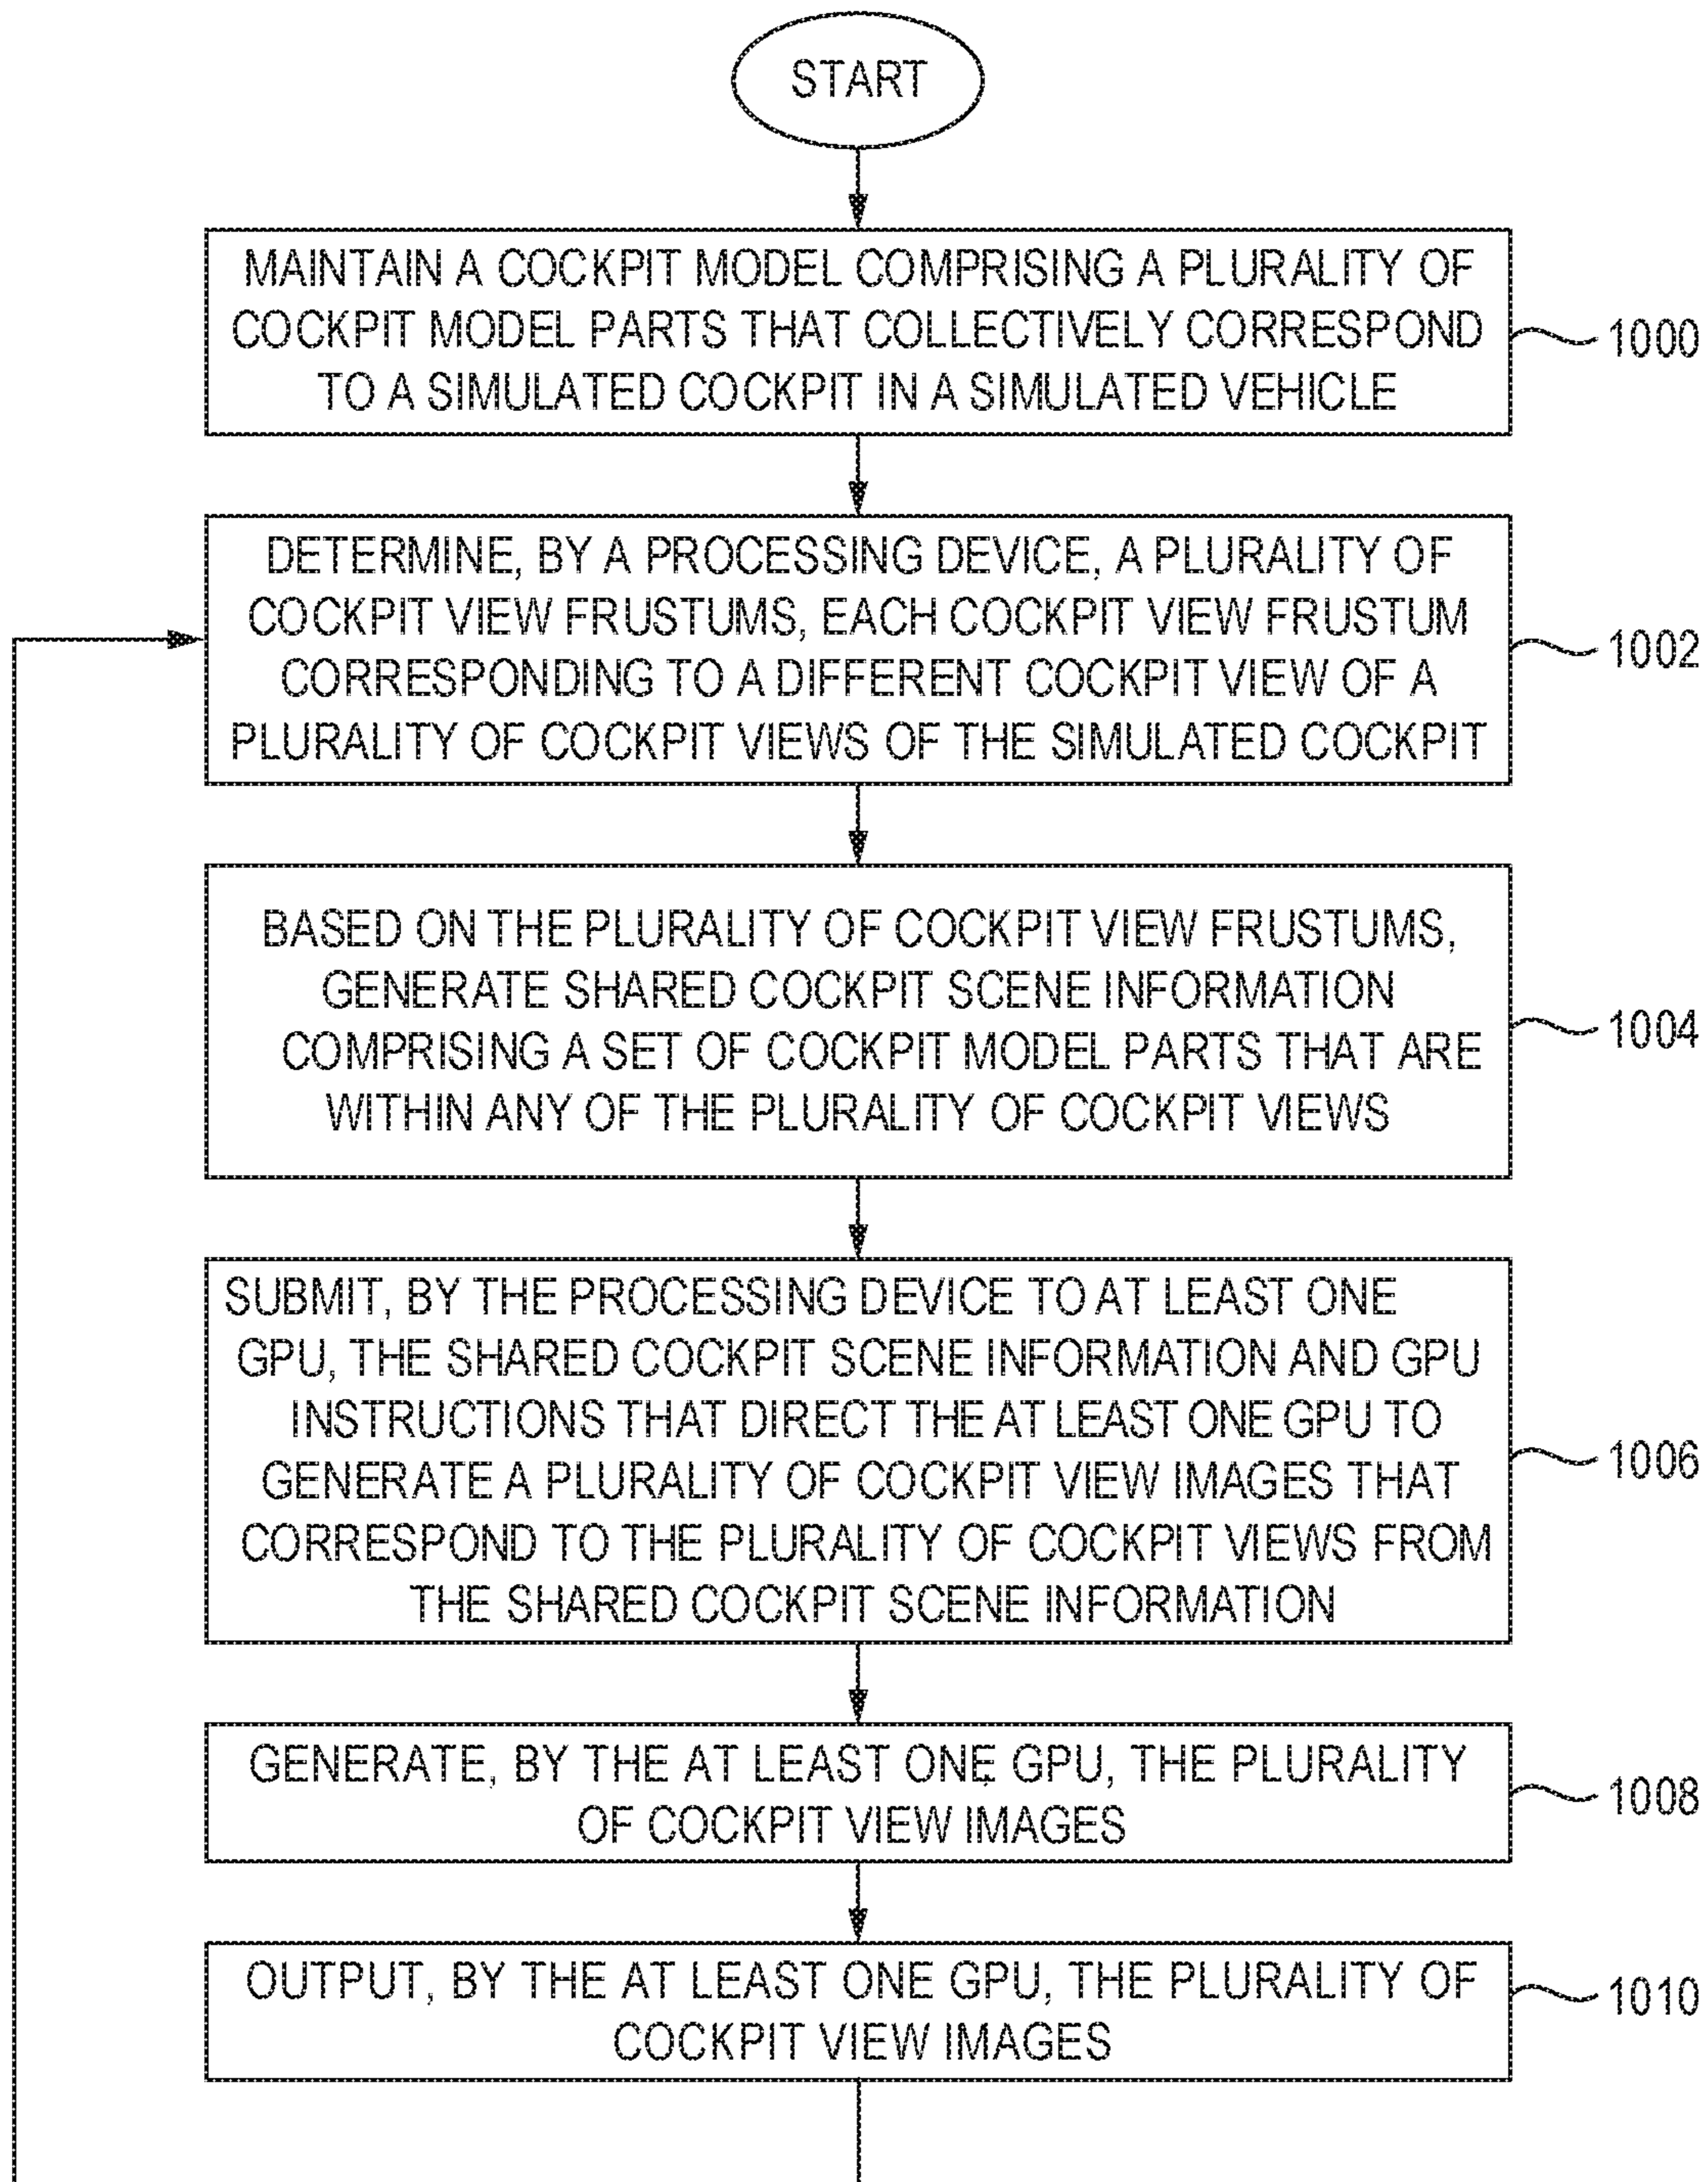 START
MAINTAIN A COCKPIT MODEL COMPRISING A PLURALITY OF
COCKPIT MODEL PARTS THAT COLLECTIVELY CORRESPOND
TO A SIMULATED COCKPIT IN A SIMULATED VEHICLE
1000
DETERMINE, BY A PROCESSING DEVICE, A PLURALITY OF
COCKPIT VIEW FRUSTUMS, EACH COCKPIT VIEW FRUSTUM
CORRESPONDING TO A DIFFERENT COCKPIT VIEW OF A
PLURALITY OF COCKPIT VIEWS OF THE SIMULATED COCKPIT
1002
BASED ON THE PLURALITY OF COCKPIT VIEW FRUSTUMS,
GENERATE SHARED COCKPIT SCENE INFORMATION
COMPRISING A SET OF COCKPIT MODEL PARTS THAT ARE
WITHIN ANY OF THE PLURALITY OF COCKPIT VIEWS
1004
SUBMIT, BY THE PROCESSING DEVICE TO AT LEAST ONE
GPU, THE SHARED COCKPIT SCENE INFORMATION AND GPU
INSTRUCTIONS THAT DIRECT THE AT LEAST ONE GPU TO
GENERATE A PLURALITY OF COCKPIT VIEW IMAGES THAT
CORRESPOND TO THE PLURALITY OF COCKPIT VIEWS FROM
THE SHARED COCKPIT SCENE INFORMATION
1006
GENERATE, BY THE AT LEAST ONE GPU, THE PLURALITY
OF COCKPIT VIEW IMAGES
1008
OUTPUT, BY THE AT LEAST ONE GPU, THE PLURALITY OF
COCKPIT VIEW IMAGES
1010